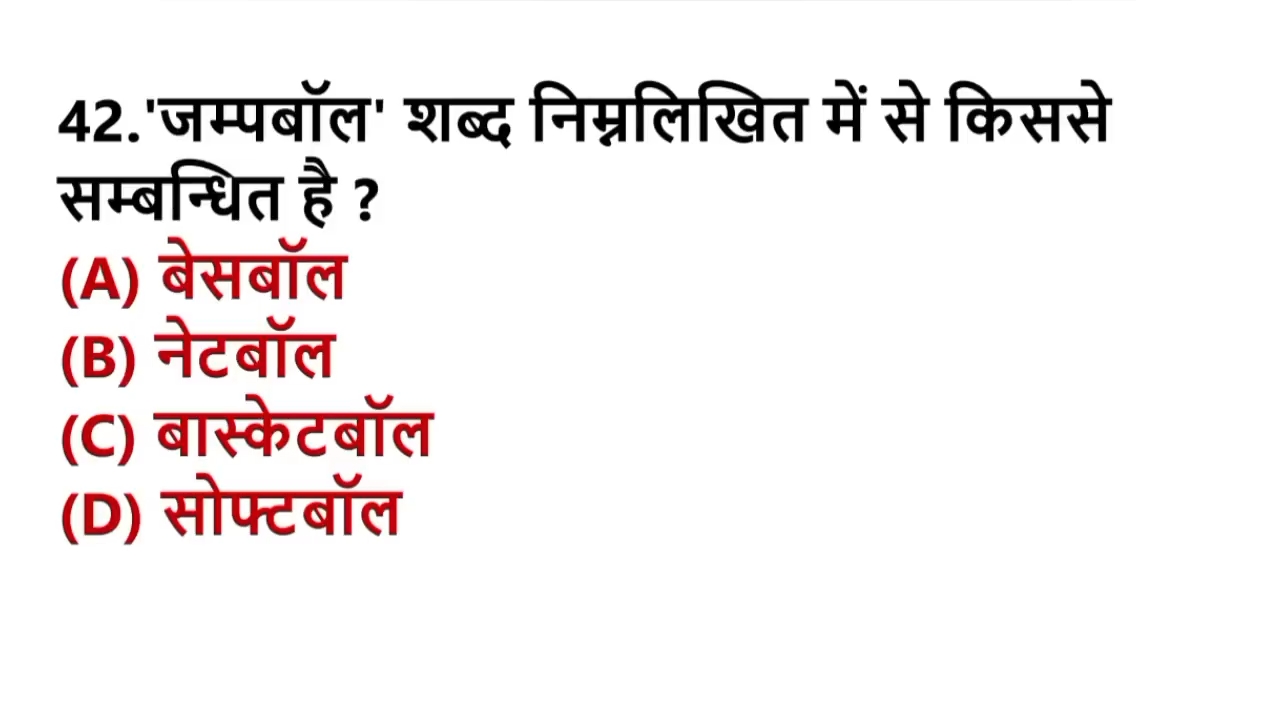 42.'जम्पबॉल' शब्द निम्नलिखित में से किससे
सम्बन्धित है ?
(A) बेसबॉल
(B) नेटबॉल
(C) बास्केटबॉल
(D) सोफ्टबॉल